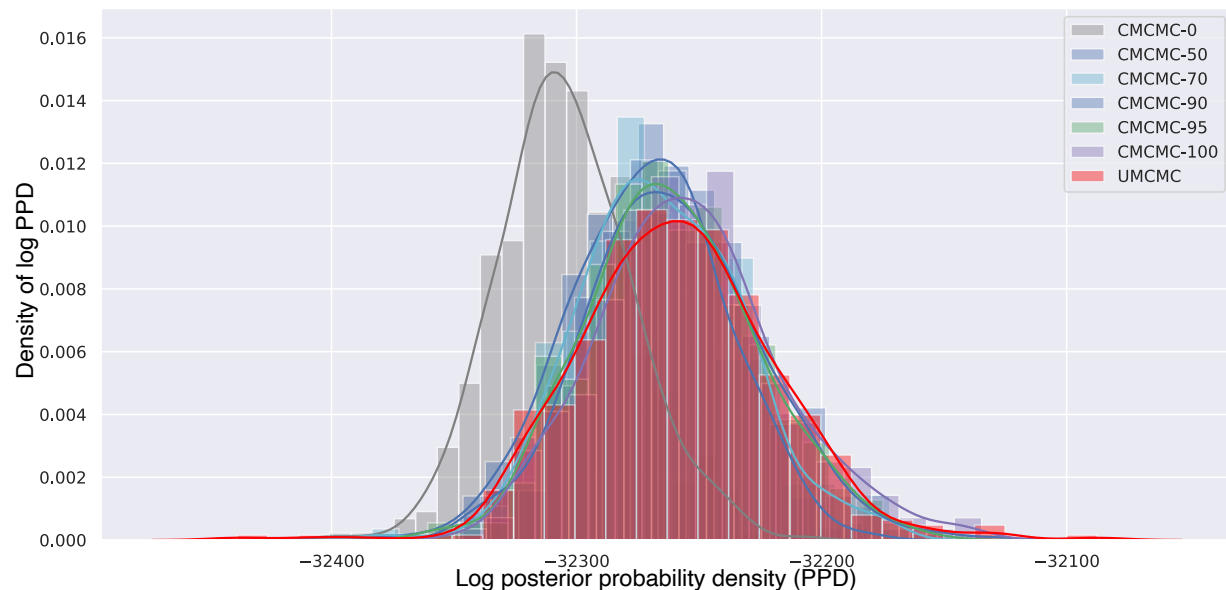 0.016
0.014
0.012
0.010
0.008
0.006
0.004
0.002
0.000
Density of log PPD
CMCMC-0
CMCMC-50
CMCMC-70
CMCMC-90
CMCMC-95
CMCMC-100
UMCMC
−32400
−32300
−32200
−32100
Log posterior probability density (PPD)